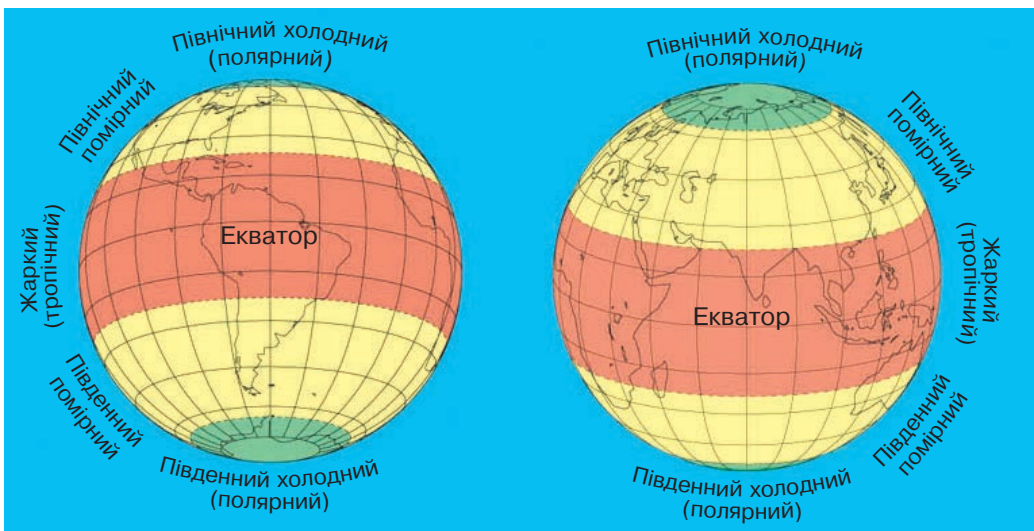 Північний холодний
(полярний)
Північний
помірний
Жаркий
(тропічний)
Екватор
Південний
помірний
Південний холодний
(полярний)
Північний холодний
(полярний)
Північний
помірний
Жаркий
(тропічний)
Екватор
Південний
помірний
Південний холодний
(полярний)